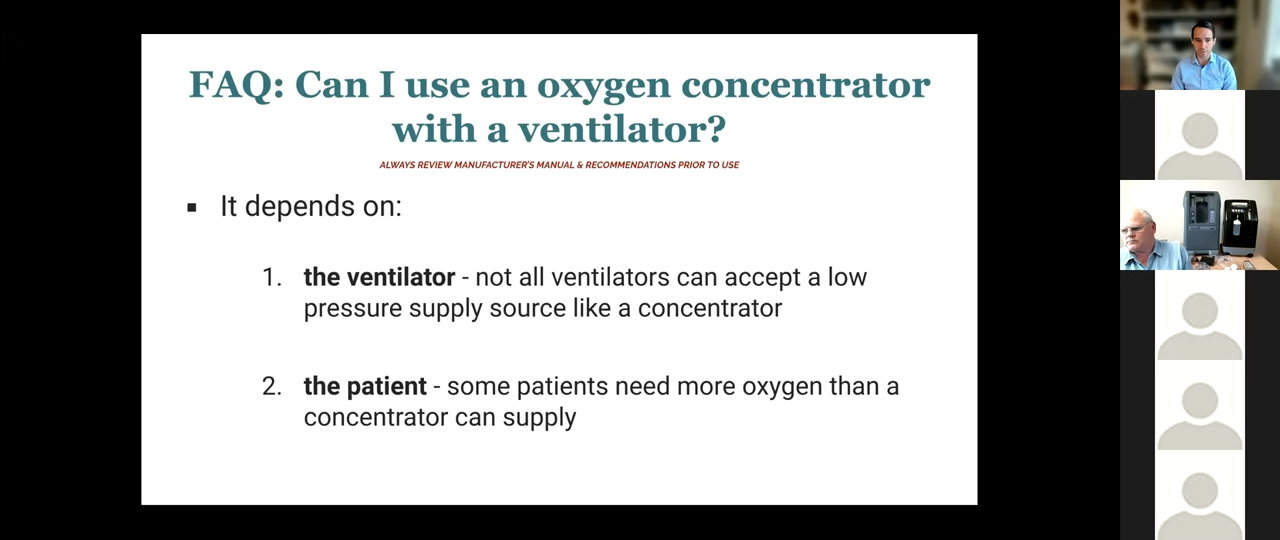 FAQ: Can I use an oxygen concentrator
with a ventilator?
ALWAYS REVIEW MANUFACTURER'S MANUAL & RECOMMENDATIONS PRIOR TO USE
▪ It depends on:
1. the ventilator - not all ventilators can accept a low
pressure supply source like a concentrator
2. the patient - some patients need more oxygen than a
concentrator can supply